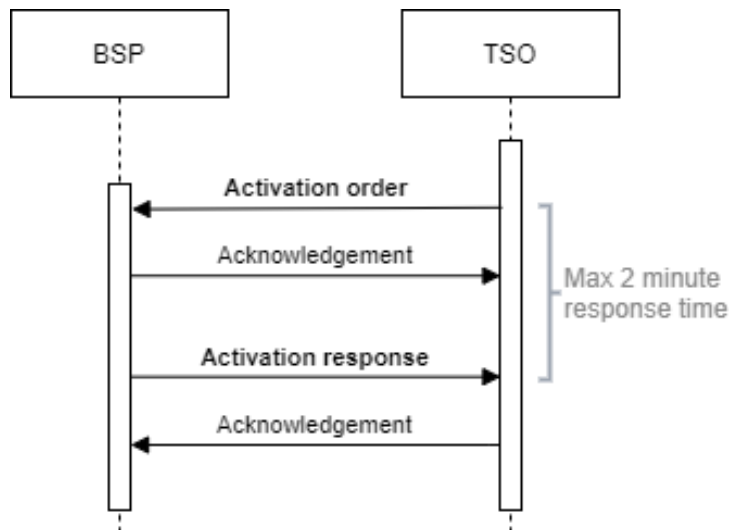 BSP
TSO
Activation order
Acknowledgement
Max 2 minute
response time
Activation response
Acknowledgement